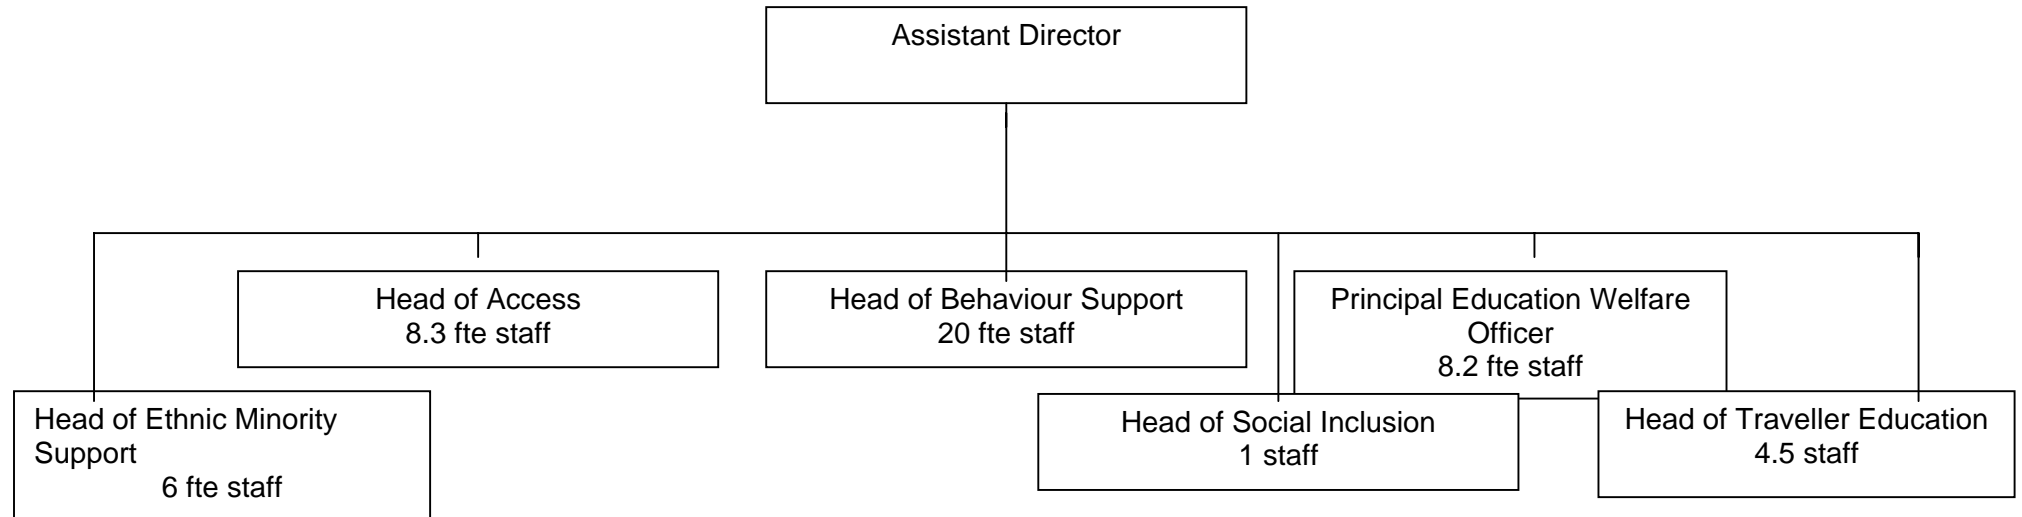 Assistant Director
Head of Access
8.3 fte staff
Head of Behaviour Support
20 fte staff
Principal Education Welfare
Officer
8.2 fte staff
Head of Ethnic Minority
Support
6 fte staff
Head of Social Inclusion
1 staff
Head of Traveller Education
4.5 staff